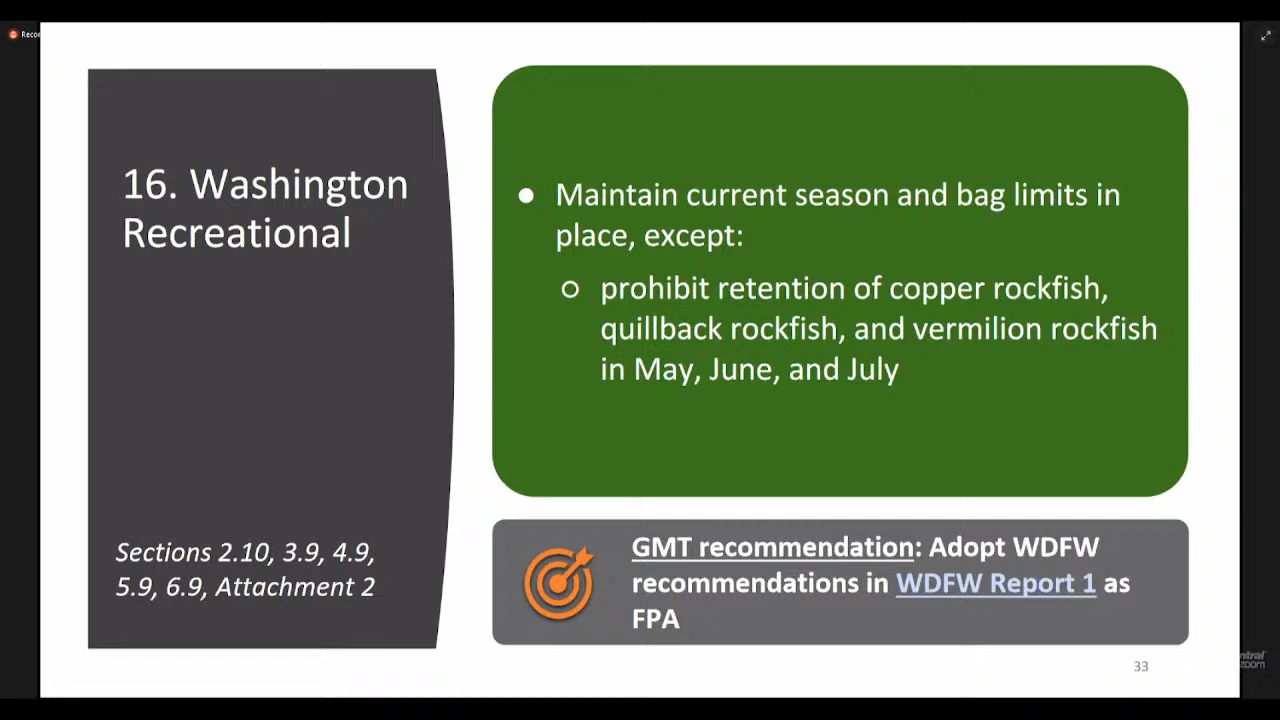 Recor
16. Washington
Recreational
Sections 2.10, 3.9, 4.9,
5.9, 6.9, Attachment 2
● Maintain current season and bag limits in
place, except:
○ prohibit retention of copper rockfish,
quillback rockfish, and vermilion rockfish
in May, June, and July
GMT recommendation: Adopt WDFW
recommendations in WDFW Report 1 as
FPA
33
zoom